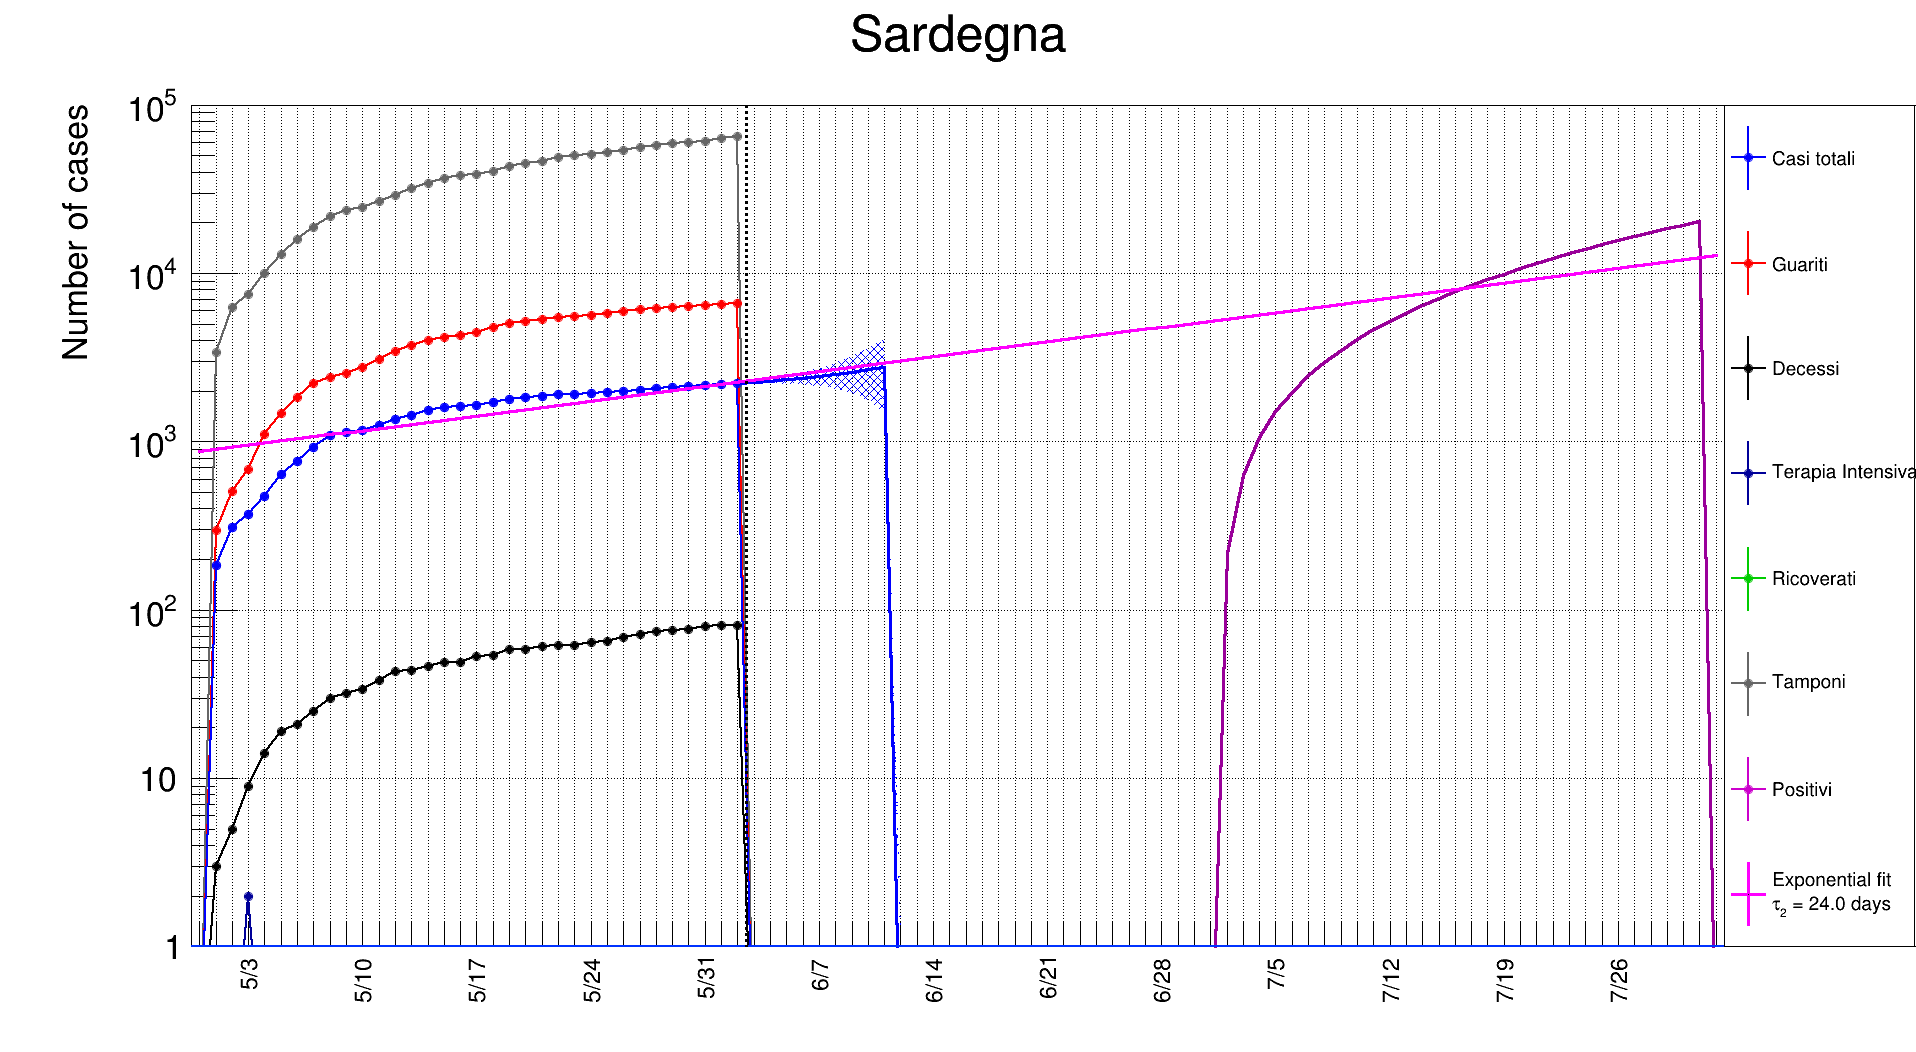 Sardegna
Number of cases
10^5
10^4
10^3
10^2
10
1
5/3
5/10
5/17
5/24
5/31
6/7
6/14
6/21
6/28
7/5
7/12
7/19
7/26
Casi totali
Guariti
Decessi
Terapia Intensiva
Ricoverati
Tamponi
Positivi
Exponential fit
τ₂ = 24.0 days